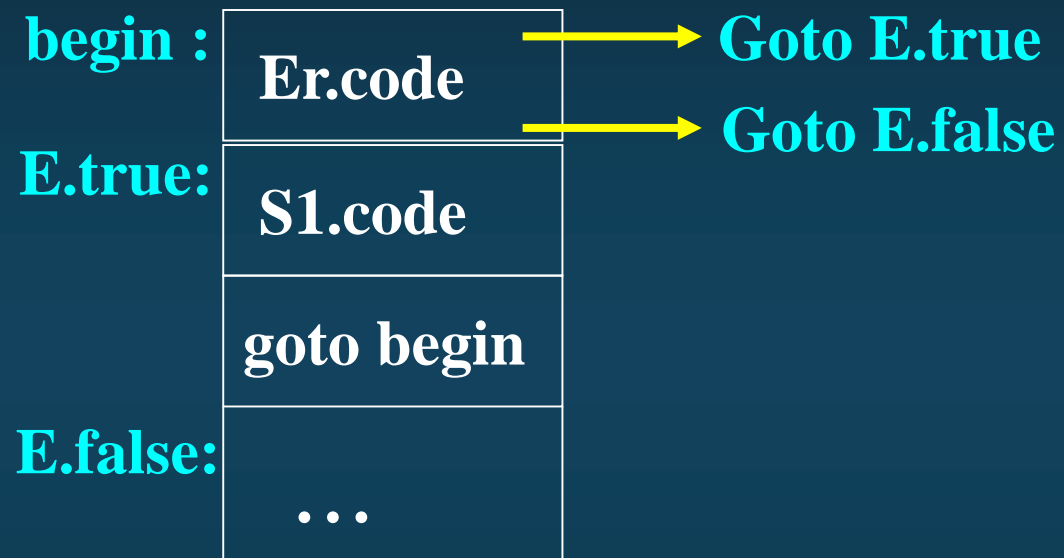 begin :
Er.code
Goto E.true
Goto E.false
E.true:
S1.code
goto begin
E.false:
...